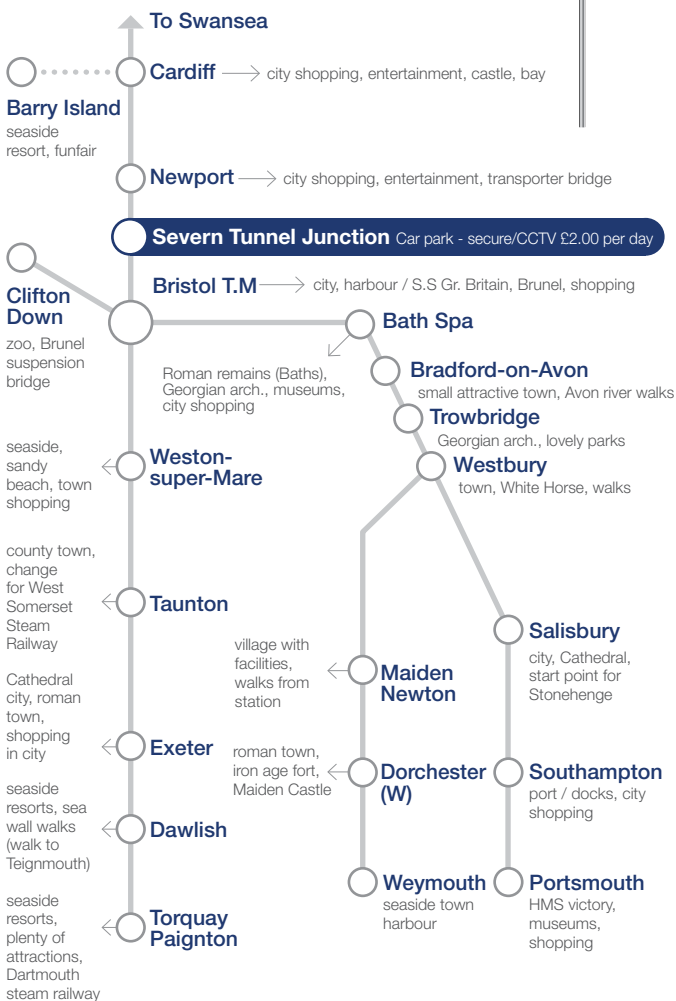 To Swansea
Cardiff
city shopping, entertainment, castle, bay
Barry Island
seaside
resort, funfair
Newport
city shopping, entertainment, transporter bridge
Severn Tunnel Junction Car park - secure/CCTV £2.00 per day
Bristol T.M
city, harbour / S.S Gr. Britain, Brunel, shopping
Clifton
Down
zoo, Brunel
suspension
bridge
Bath Spa
Roman remains (Baths),
Georgian arch., museums,
city shopping
Bradford-on-Avon
small attractive town, Avon river walks
Trowbridge
Georgian arch., lovely parks
Westbury
town, White Horse, walks
seaside,
sandy
beach, town
shopping
Weston-
super-Mare
county town,
change
for West
Somerset
Steam
Railway
Taunton
Salisbury
city, Cathedral,
start point for
Stonehenge
village with
facilities,
walks from
station
Maiden
Newton
Cathedral
city, roman
town,
shopping
in city
Exeter
roman town,
iron age fort,
Maiden Castle
Dorchester
(W)
Southampton
port / docks, city
shopping
seaside
resorts, sea
wall walks
(walk to
Teignmouth)
Dawlish
Weymouth
seaside town
harbour
Portsmouth
HMS victory,
museums,
shopping
seaside
resorts,
plenty of
attractions,
Dartmouth
steam railway
Torquay
Paignton